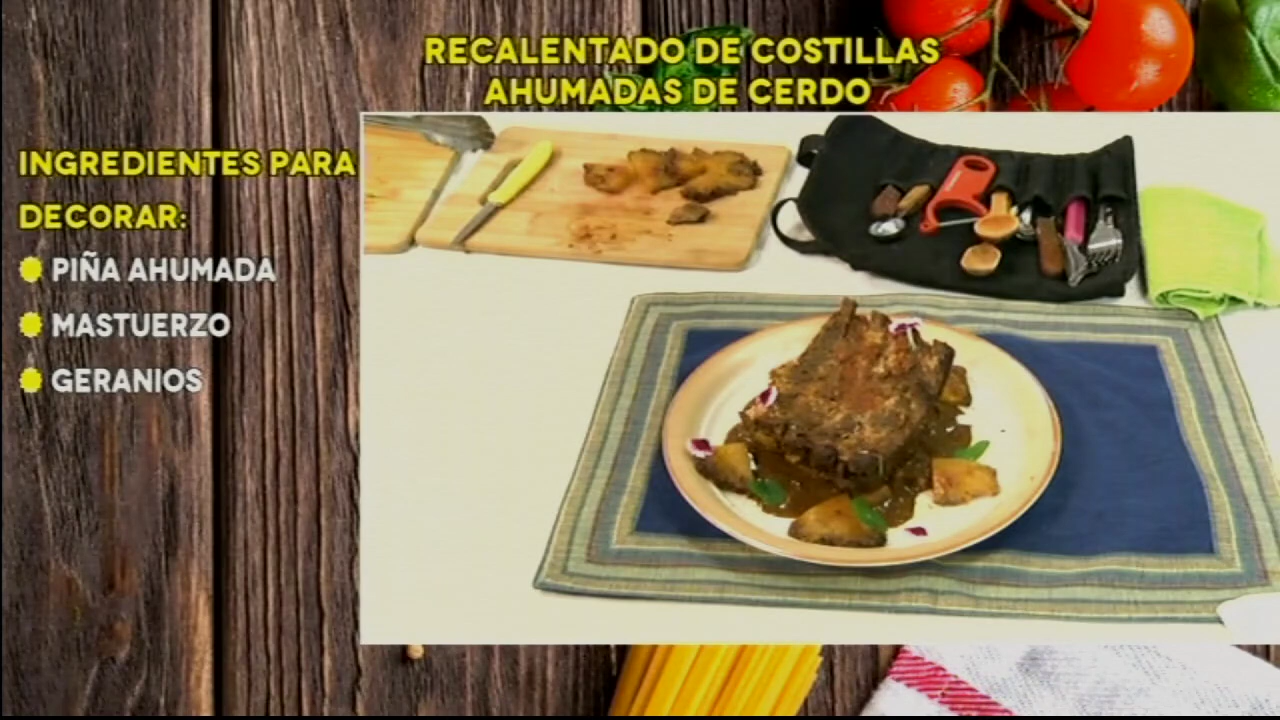 RECALENTADO DE COSTILLAS
AHUMADAS DE CERDO
INGREDIENTES PARA
DECORAR:
PIÑA AHUMADA
MASTUERZO
GERANIOS